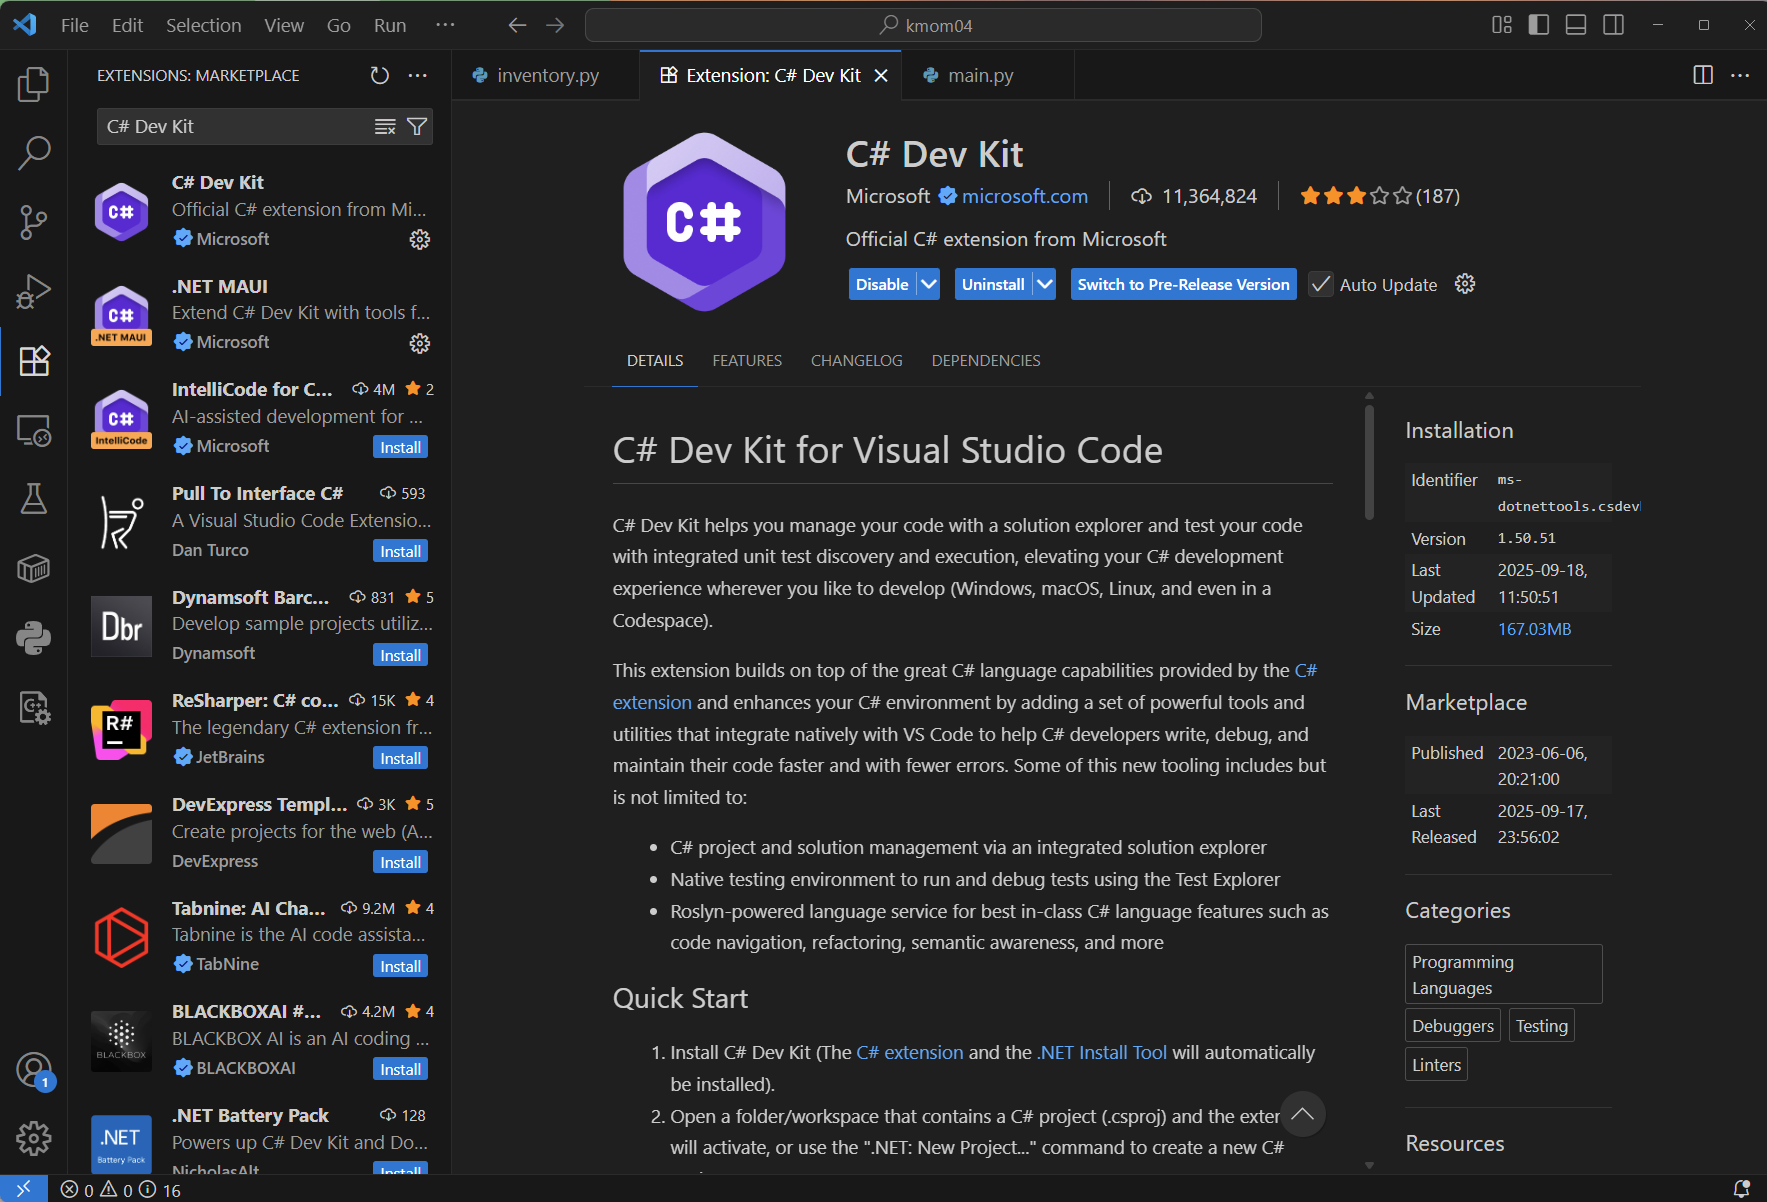 File Edit Selection View Go Run ···
kmom04
EXTENSIONS: MARKETPLACE
C# Dev Kit
C# Dev Kit
Official C# extension from Mi...
Microsoft
.NET MAUI
Extend C# Dev Kit with tools f...
Microsoft
IntelliCode for C... 4M 2
AI-assisted development for ...
Microsoft Install
Pull To Interface C# 593
A Visual Studio Code Extensio...
Dan Turco Install
Dynamsoft Barc... 831 5
Develop sample projects utiliz...
Dynamsoft Install
ReSharper: C# co... 15K 4
The legendary C# extension fr...
JetBrains Install
DevExpress Templ... 3K 5
Create projects for the web (A...
DevExpress Install
Tabnine: AI Cha... 9.2M 4
Tabnine is the AI code assista...
TabNine Install
BLACKBOXAI #... 4.2M 4
BLACKBOX AI is an AI coding ...
BLACKBOXAI Install
.NET Battery Pack 128
Powers up C# Dev Kit and Do...
NicholasAlt Install
C#
C#
.NET MAUI
C#
IntelliCode
Dbr
R#
BLACKBOX
.NET
Battery Pack
1
inventory.py
Extension: C# Dev Kit
main.py
C#
C# Dev Kit
Microsoft microsoft.com 11,364,824 (187)
Official C# extension from Microsoft
Disable Uninstall Switch to Pre-Release Version Auto Update
DETAILS FEATURES CHANGELOG DEPENDENCIES
C# Dev Kit for Visual Studio Code
C# Dev Kit helps you manage your code with a solution explorer and test your code
with integrated unit test discovery and execution, elevating your C# development
experience wherever you like to develop (Windows, macOS, Linux, and even in a
Codespace).
This extension builds on top of the great C# language capabilities provided by the C#
extension and enhances your C# environment by adding a set of powerful tools and
utilities that integrate natively with VS Code to help C# developers write, debug, and
maintain their code faster and with fewer errors. Some of this new tooling includes but
is not limited to:
• C# project and solution management via an integrated solution explorer
• Native testing environment to run and debug tests using the Test Explorer
• Roslyn-powered language service for best in-class C# language features such as
code navigation, refactoring, semantic awareness, and more
Quick Start
1. Install C# Dev Kit (The C# extension and the .NET Install Tool will automatically
be installed).
2. Open a folder/workspace that contains a C# project (.csproj) and the exter
will activate, or use the ".NET: New Project..." command to create a new C#
Installation
Identifier ms-
dotnettools.csdev
Version 1.50.51
Last 2025-09-18,
Updated 11:50:51
Size 167.03MB
Marketplace
Published 2023-06-06,
20:21:00
Last 2025-09-17,
Released 23:56:02
Categories
Programming
Languages
Debuggers Testing
Linters
Resources
0 0 16